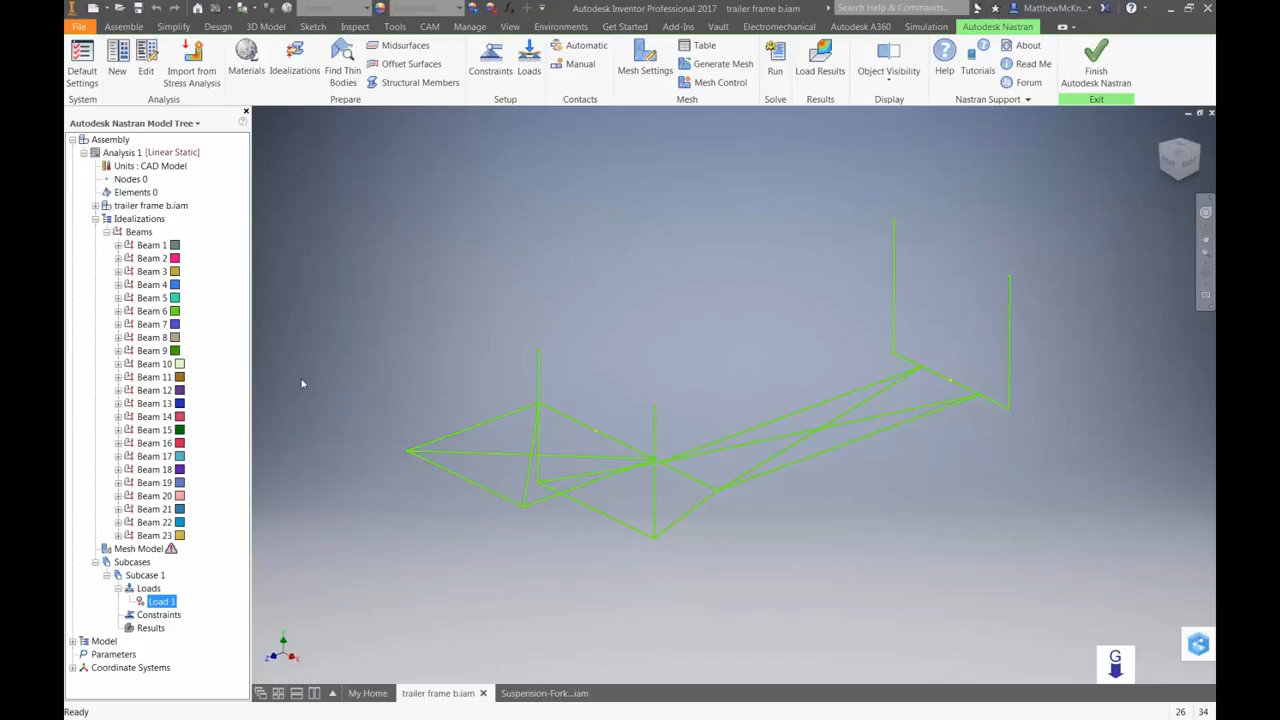 Autodesk Inventor Professional 2017 trailer frame b.iam
Search Help & Commands...
MatthewMcKn...
File Assemble Simplify Design 3D Model Sketch Inspect Tools CAM Manage View Environments Get Started Add-Ins Vault Electromechanical Autodesk A360 Simulation Autodesk Nastran
Default Settings
New
Edit
Import from Stress Analysis
Materials
Idealizations
Find Thin Bodies
Midsurfaces
Offset Surfaces
Structural Members
Constraints
Loads
Automatic
Manual
Mesh Settings
Table
Generate Mesh
Mesh Control
Run
Load Results
Object Visibility
Help
Tutorials
About
Read Me
Forum
Finish Autodesk Nastran
System Analysis Prepare Setup Contacts Mesh Solve Results Display Nastran Support Exit
Autodesk Nastran Model Tree
Assembly
Analysis 1 [Linear Static]
Units : CAD Model
Nodes 0
Elements 0
trailer frame b.iam
Idealizations
Beams
Beam 1
Beam 2
Beam 3
Beam 4
Beam 5
Beam 6
Beam 7
Beam 8
Beam 9
Beam 10
Beam 11
Beam 12
Beam 13
Beam 14
Beam 15
Beam 16
Beam 17
Beam 18
Beam 19
Beam 20
Beam 21
Beam 22
Beam 23
Mesh Model
Subcases
Subcase 1
Loads
Load 1
Constraints
Results
Model
Parameters
Coordinate Systems
Y
Z X
G
My Home trailer frame b.iam Suspension-Fork...iam
Ready 26 34